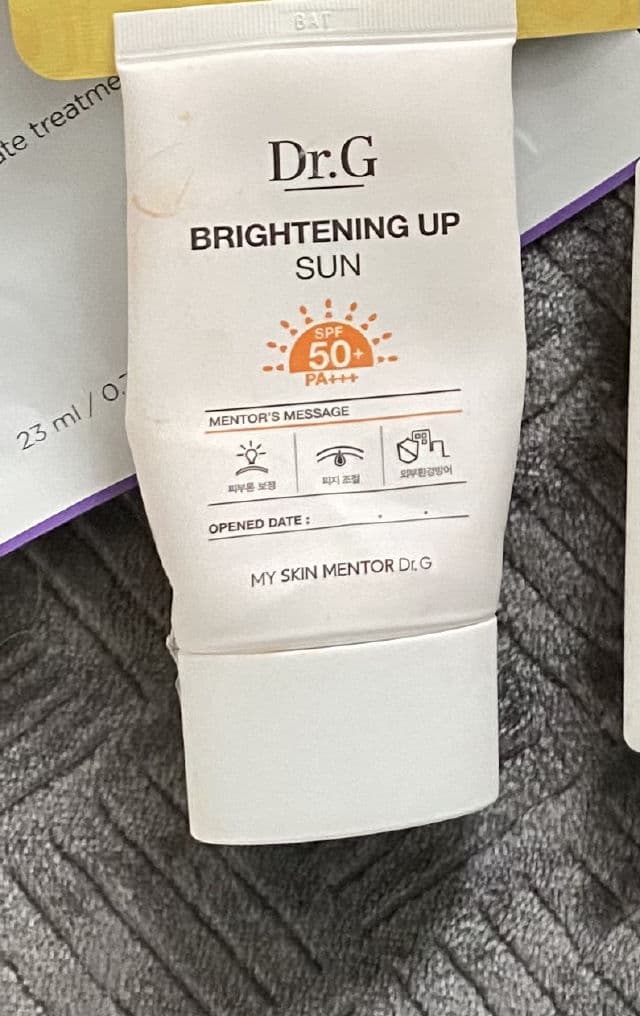 BAT
Dr.G
BRIGHTENING UP
SUN
SPF
50+
PA+++
MENTOR'S MESSAGE
피부톤 보정
피지 조절
외부환경방어
OPENED DATE : . .
MY SKIN MENTOR Dr.G
te treatme
23 ml / 0.